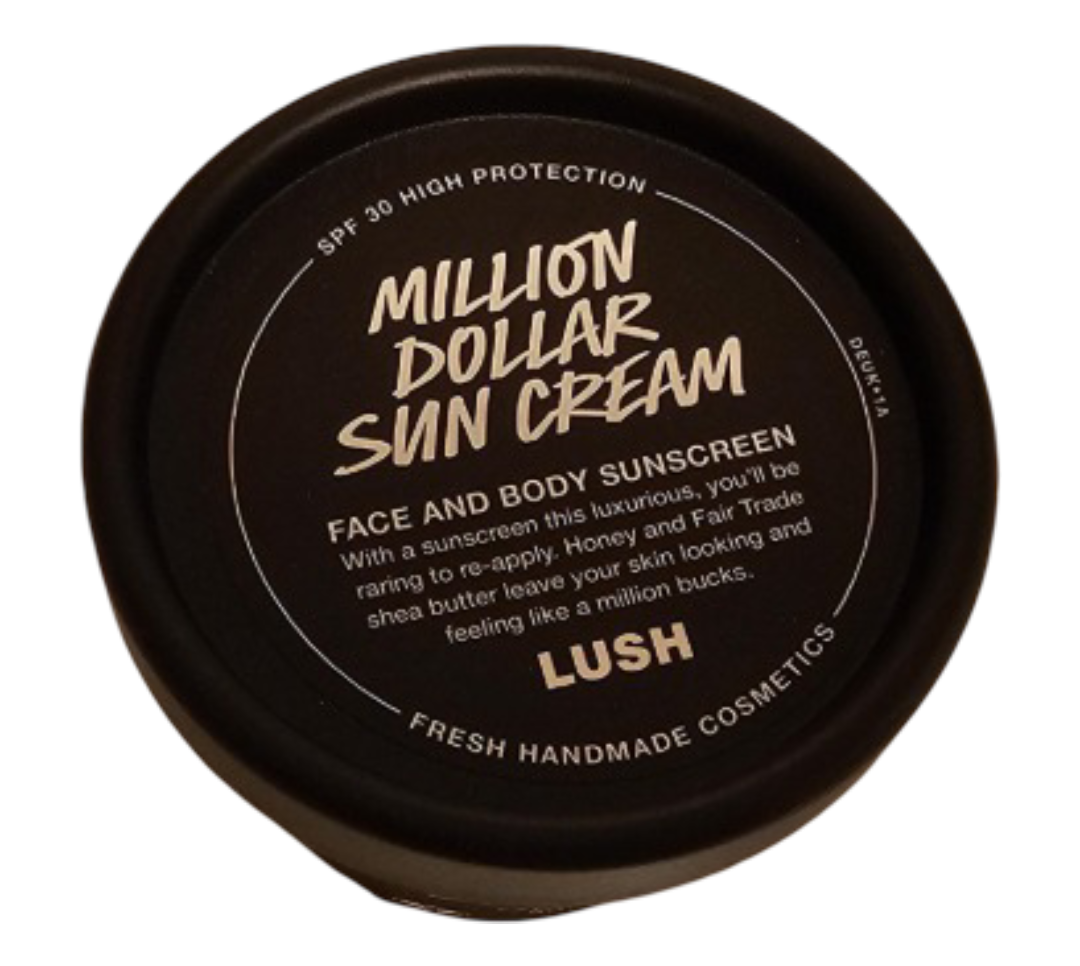 SPF 30 HIGH PROTECTION
MILLION
DOLLAR
SUN CREAM
DEUK+1A
FACE AND BODY SUNSCREEN
With a sunscreen this luxurious, you'll be
raring to re-apply. Honey and Fair Trade
shea butter leave your skin looking and
feeling like a million bucks.
LUSH
FRESH HANDMADE COSMETICS